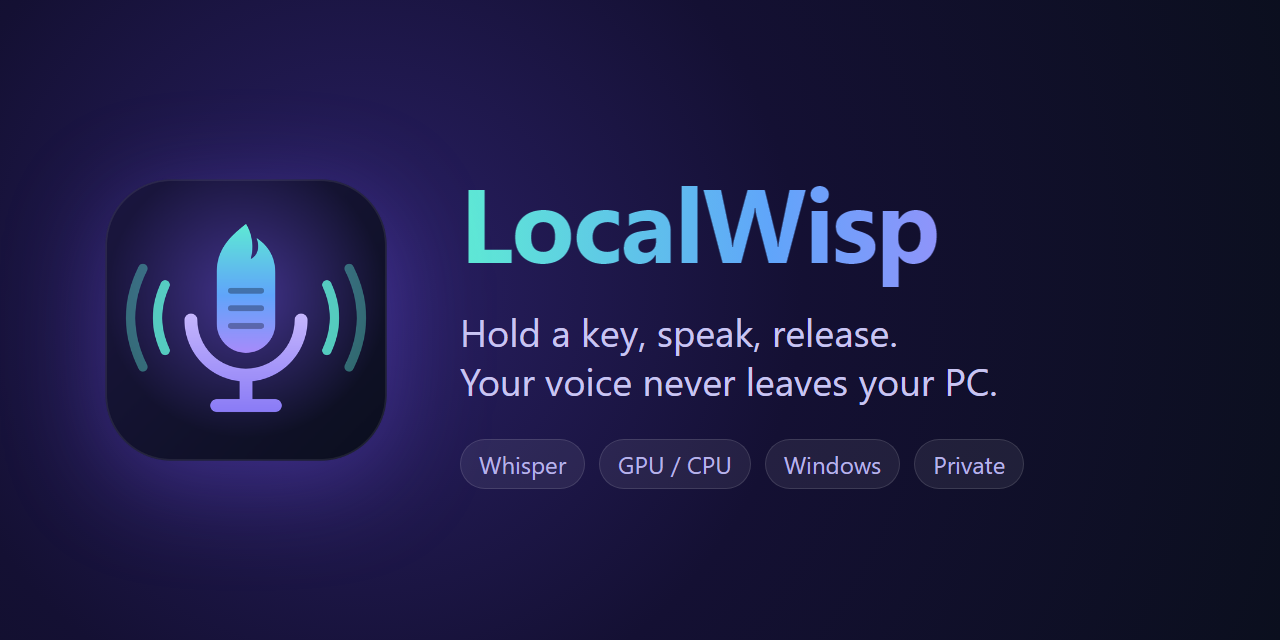 LocalWisp
Hold a key, speak, release.
Your voice never leaves your PC.
Whisper GPU / CPU Windows Private